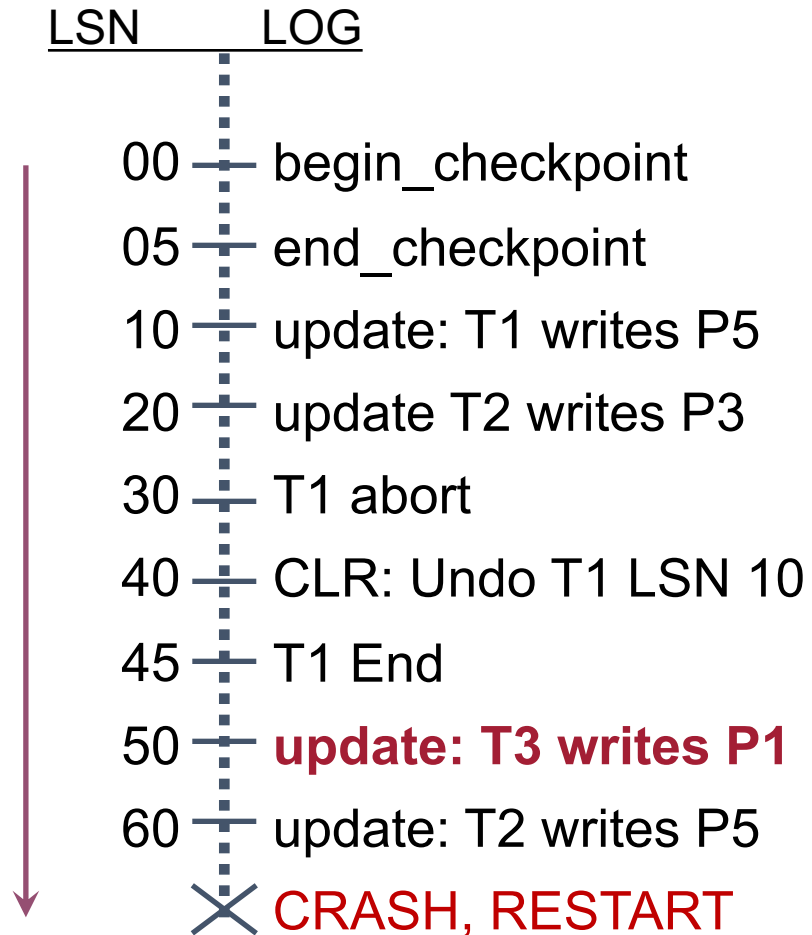 LSN LOG
00 begin_checkpoint
05 end_checkpoint
10 update: T1 writes P5
20 update T2 writes P3
30 T1 abort
40 CLR: Undo T1 LSN 10
45 T1 End
50 update: T3 writes P1
60 update: T2 writes P5
CRASH, RESTART